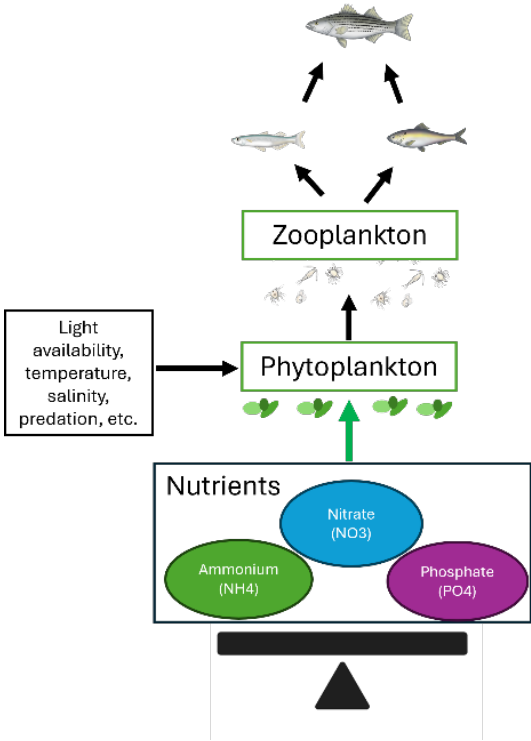 Zooplankton
Phytoplankton
Light
availability,
temperature,
salinity,
predation, etc.
Nutrients
Nitrate
(NO3)
Ammonium
(NH4)
Phosphate
(PO4)